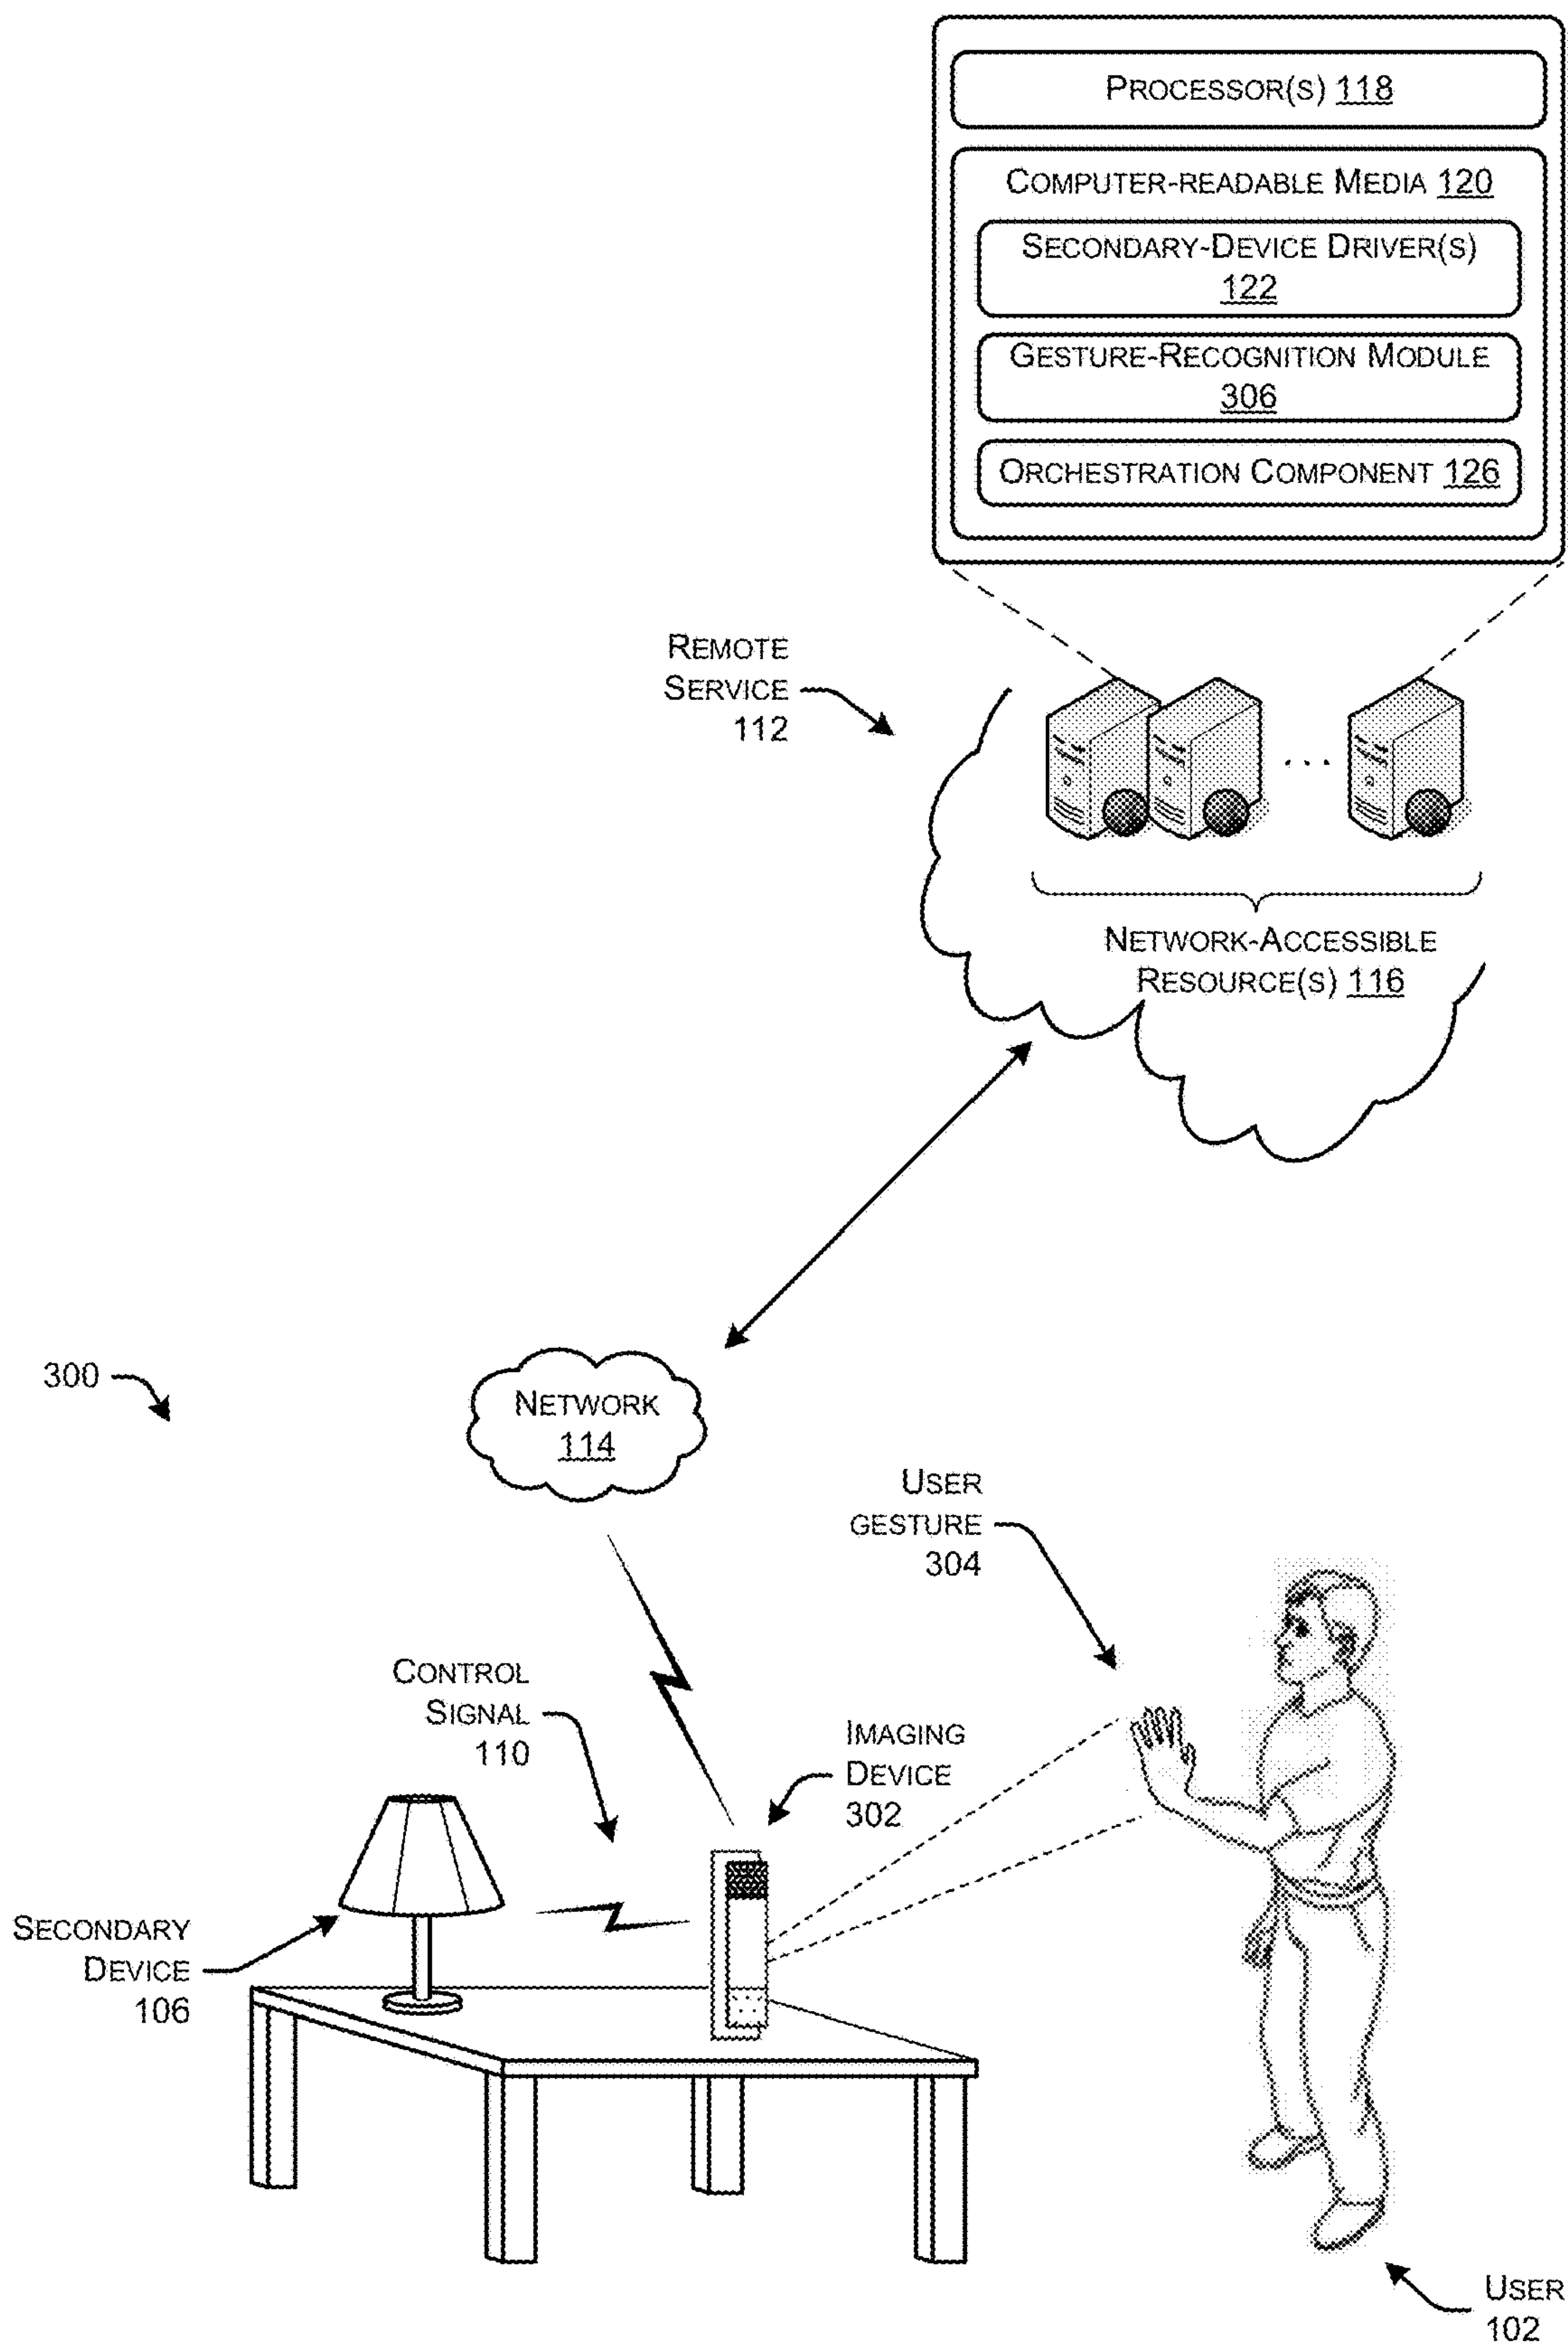 PROCESSOR(S) 118
COMPUTER-READABLE MEDIA 120
SECONDARY-DEVICE DRIVER(S)
122
GESTURE-RECOGNITION MODULE
306
ORCHESTRATION COMPONENT 126
REMOTE
SERVICE
112
. . .
NETWORK-ACCESSIBLE
RESOURCE(S) 116
300
NETWORK
114
USER
GESTURE
304
CONTROL
SIGNAL
110
IMAGING
DEVICE
302
SECONDARY
DEVICE
106
USER
102